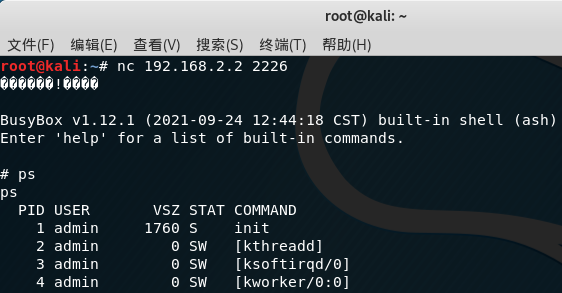 root@kali: ~
文件(F) 编辑(E) 查看(V) 搜索(S) 终端(T) 帮助(H)
root@kali:~# nc 192.168.2.2 2226
������!����
BusyBox v1.12.1 (2021-09-24 12:44:18 CST) built-in shell (ash)
Enter 'help' for a list of built-in commands.
# ps
ps
PID USER VSZ STAT COMMAND
1 admin 1760 S init
2 admin 0 SW [kthreadd]
3 admin 0 SW [ksoftirqd/0]
4 admin 0 SW [kworker/0:0]